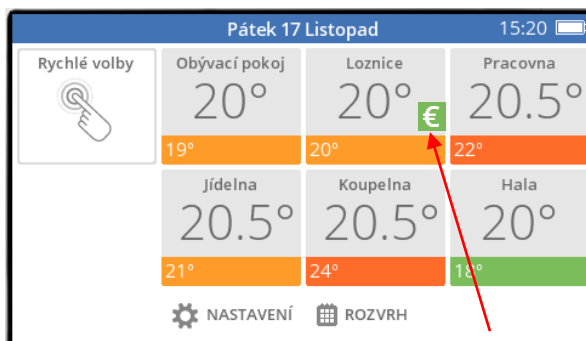 Pátek 17 Listopad 15:20
Rychlé volby
Obývací pokoj
20°
19°
Loznice
20°
€
20°
Pracovna
20.5°
22°
Jídelna
20.5°
21°
Koupelna
20.5°
24°
Hala
20°
18°
NASTAVENÍ ROZVRH